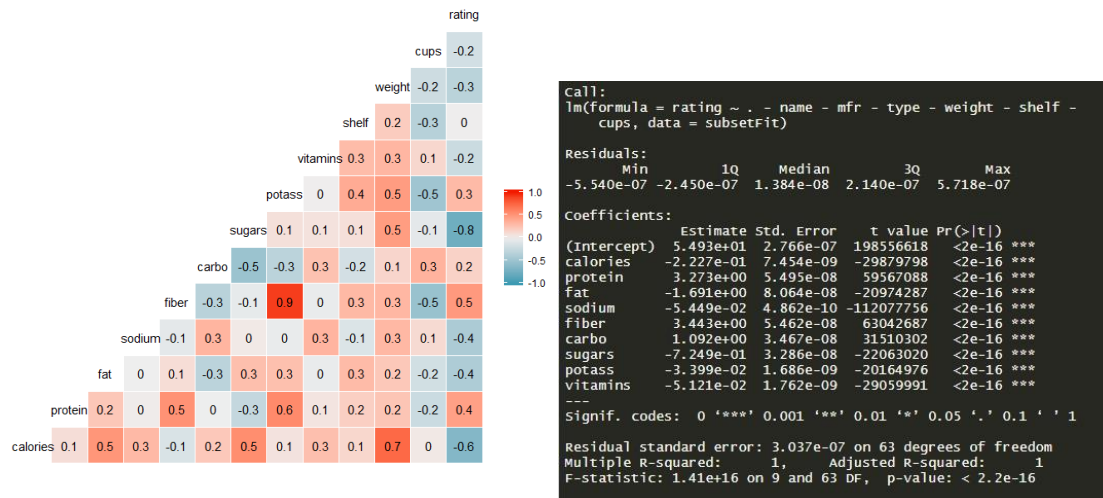 rating
cups -0.2
weight -0.2 -0.3
shelf 0.2 -0.3 0
vitamins 0.3 0.3 0.1 -0.2
potass 0 0.4 0.5 -0.5 0.3
sugars 0.1 0.1 0.1 0.5 -0.1 -0.8
carbo -0.5 -0.3 0.3 -0.2 0.1 0.3 0.2
fiber -0.3 -0.1 0.9 0 0.3 0.3 -0.5 0.5
sodium -0.1 0.3 0 0 0.3 -0.1 0.3 0.1 -0.4
fat 0 0.1 -0.3 0.3 0.3 0 0.3 0.2 -0.2 -0.4
protein 0.2 0 0.5 0 -0.3 0.6 0.1 0.2 0.2 -0.2 0.4
calories 0.1 0.5 0.3 -0.1 0.2 0.5 0.1 0.3 0.1 0.7 0 -0.6
1.0
0.5
0.0
-0.5
-1.0
Call:
lm(formula = rating ~ . - name - mfr - type - weight - shelf -
cups, data = subsetFit)
Residuals:
Min 1Q Median 3Q Max
-5.540e-07 -2.450e-07 1.384e-08 2.140e-07 5.718e-07
Coefficients:
Estimate Std. Error t value Pr(>|t|)
(Intercept) 5.493e+01 2.766e-07 198556618 <2e-16 ***
calories -2.227e-01 7.454e-09 -29879798 <2e-16 ***
protein 3.273e+00 5.495e-08 59567088 <2e-16 ***
fat -1.691e+00 8.064e-08 -20974287 <2e-16 ***
sodium -5.449e-02 4.862e-10 -112077756 <2e-16 ***
fiber 3.443e+00 5.462e-08 63042687 <2e-16 ***
carbo 1.092e+00 3.467e-08 31510302 <2e-16 ***
sugars -7.249e-01 3.286e-08 -22063020 <2e-16 ***
potass -3.399e-02 1.686e-09 -20164976 <2e-16 ***
vitamins -5.121e-02 1.762e-09 -29059991 <2e-16 ***
---
Signif. codes: 0 ‘***’ 0.001 ‘**’ 0.01 ‘*’ 0.05 ‘.’ 0.1 ‘ ’ 1
Residual standard error: 3.037e-07 on 63 degrees of freedom
Multiple R-squared: 1, Adjusted R-squared: 1
F-statistic: 1.41e+16 on 9 and 63 DF, p-value: < 2.2e-16